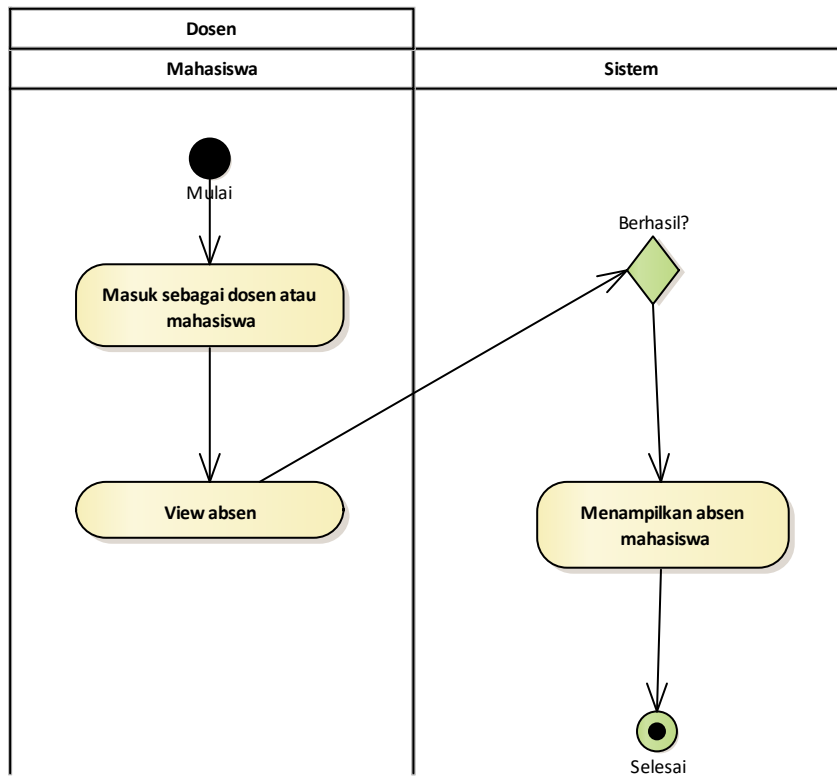 Dosen
Mahasiswa
Sistem
Mulai
Berhasil?
Masuk sebagai dosen atau
mahasiswa
View absen
Menampilkan absen
mahasiswa
Selesai